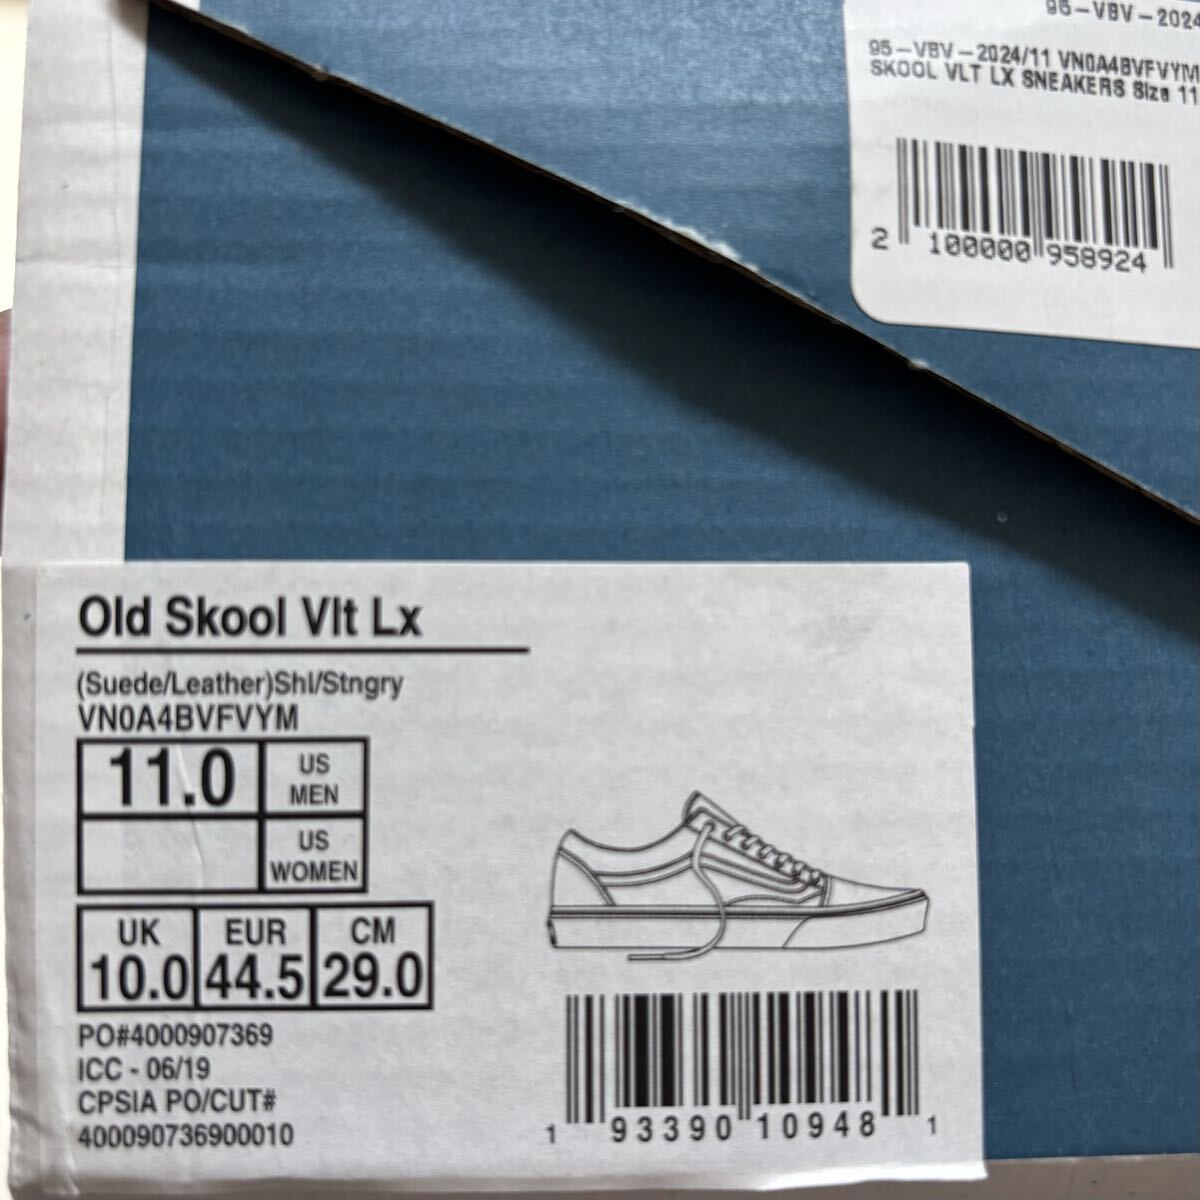 95-VBV-2024
95-VBV-2024/11 VN0A4BVFVYM
SKOOL VLT LX SNEAKERS Size 11
2 100000 958924
Old Skool Vlt Lx
(Suede/Leather)Shl/Stngry
VN0A4BVFVYM
11.0 US MEN
US WOMEN
UK EUR CM
10.0 44.5 29.0
PO#4000907369
ICC - 06/19
CPSIA PO/CUT#
400090736900010
1 93390 10948 1